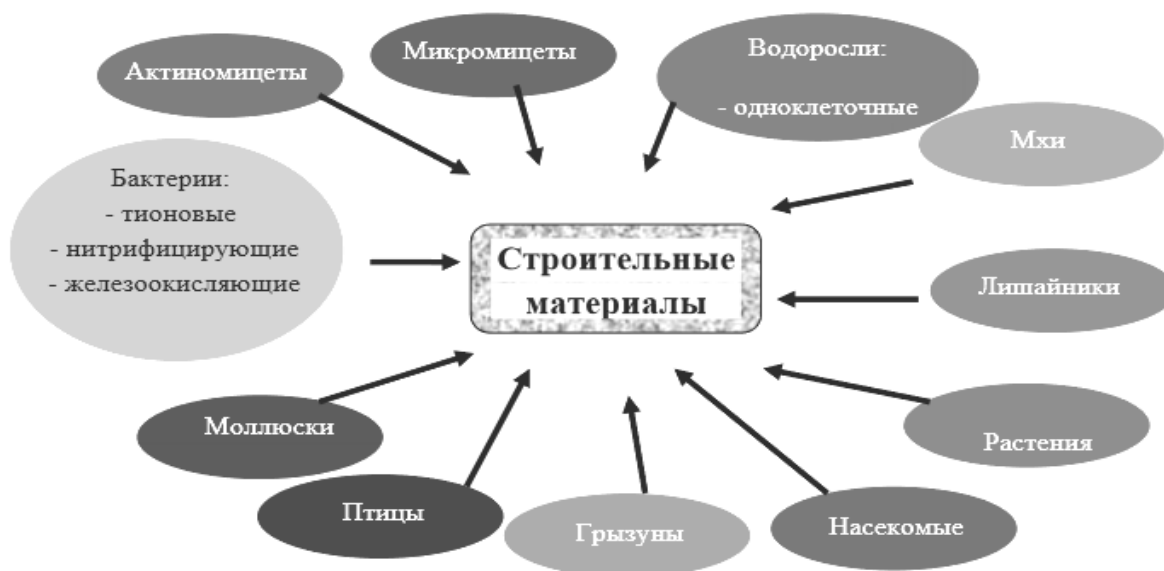 Актиномицеты
Микромицеты
Водоросли:
- одноклеточные
Мхи
Бактерии:
- тионовые
- нитрифицирующие
- железоокисляющие
Строительные
материалы
Лишайники
Моллюски
Растения
Птицы
Грызуны
Насекомые